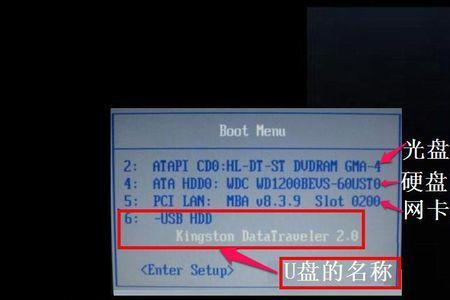 Boot Menu
2: ATAPI CD0:HL-DT-ST DVDRAM GMA-4
光盘
4: ATA HDD0: WDC WD1200BEVS-60UST0
硬盘
5: PCI LAN: MBA v8.3.9 Slot 0200
网卡
6: -USB HDD
Kingston DataTraveler 2.0
<Enter Setup>
U盘的名称